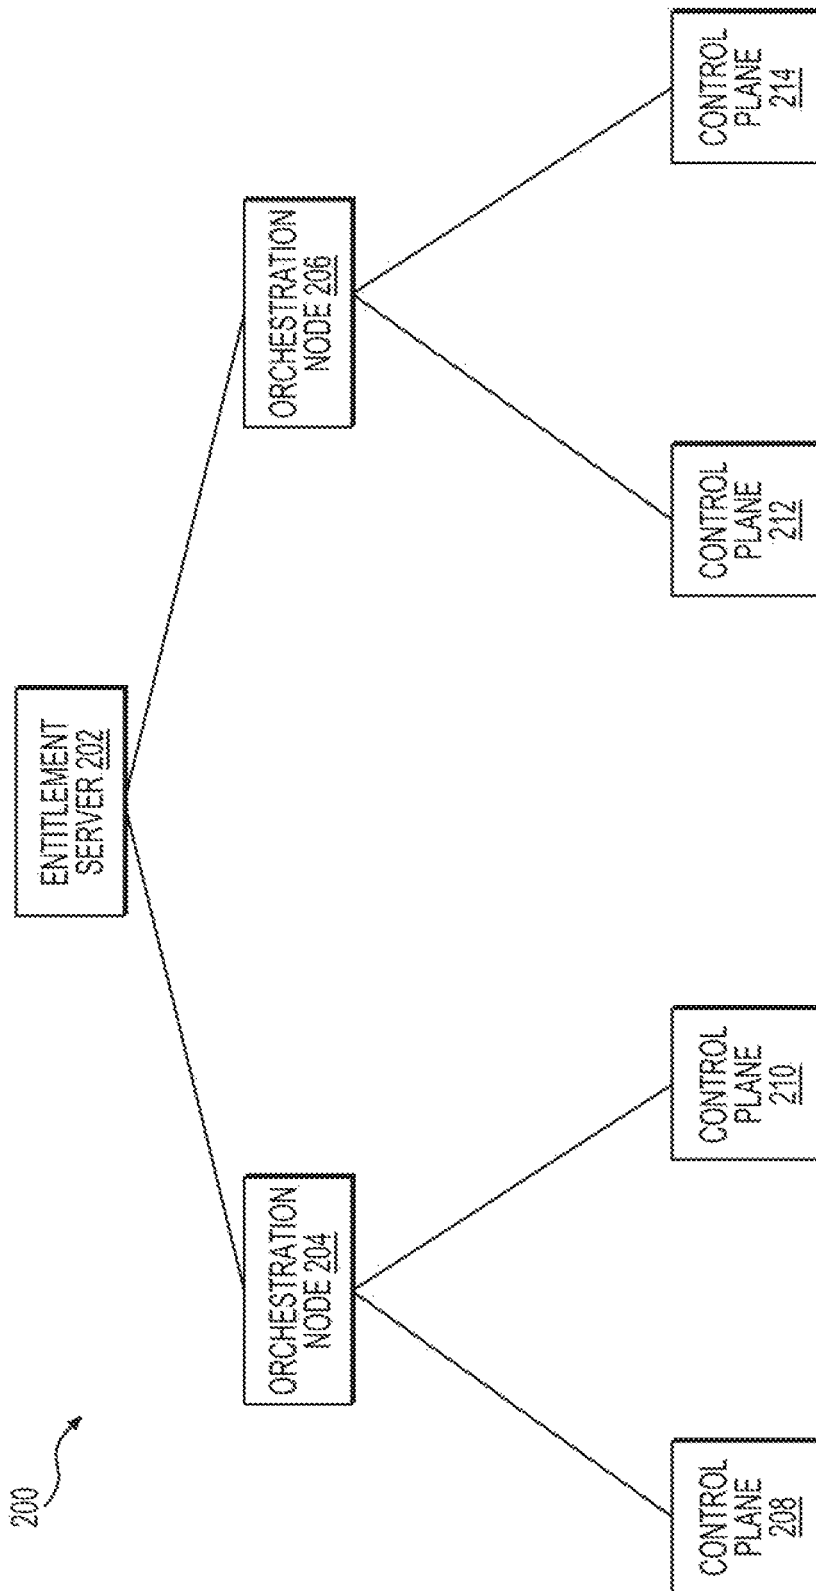 200
ENTITLEMENT
SERVER 202
ORCHESTRATION
NODE 204
ORCHESTRATION
NODE 206
CONTROL
PLANE
208
CONTROL
PLANE
210
CONTROL
PLANE
212
CONTROL
PLANE
214